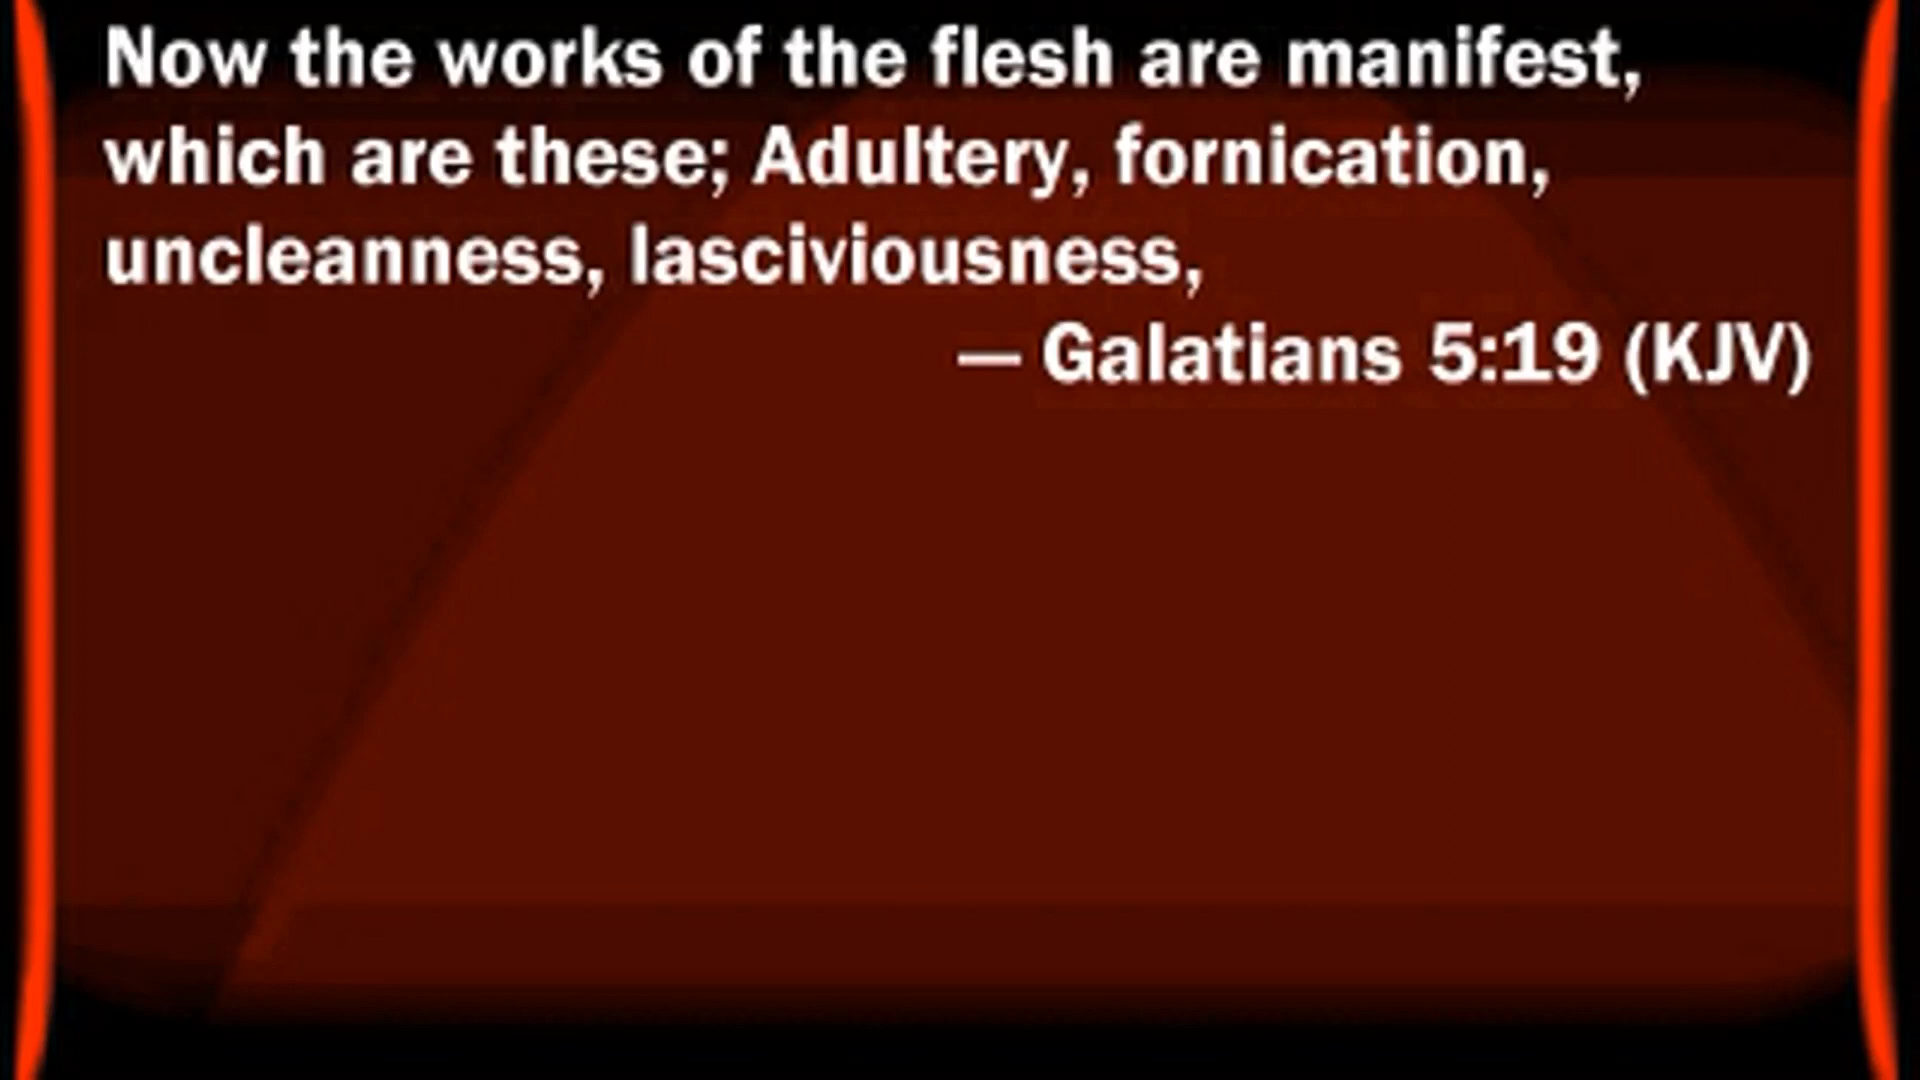 Now the works of the flesh are manifest,
which are these; Adultery, fornication,
uncleanness, lasciviousness,
— Galatians 5:19 (KJV)